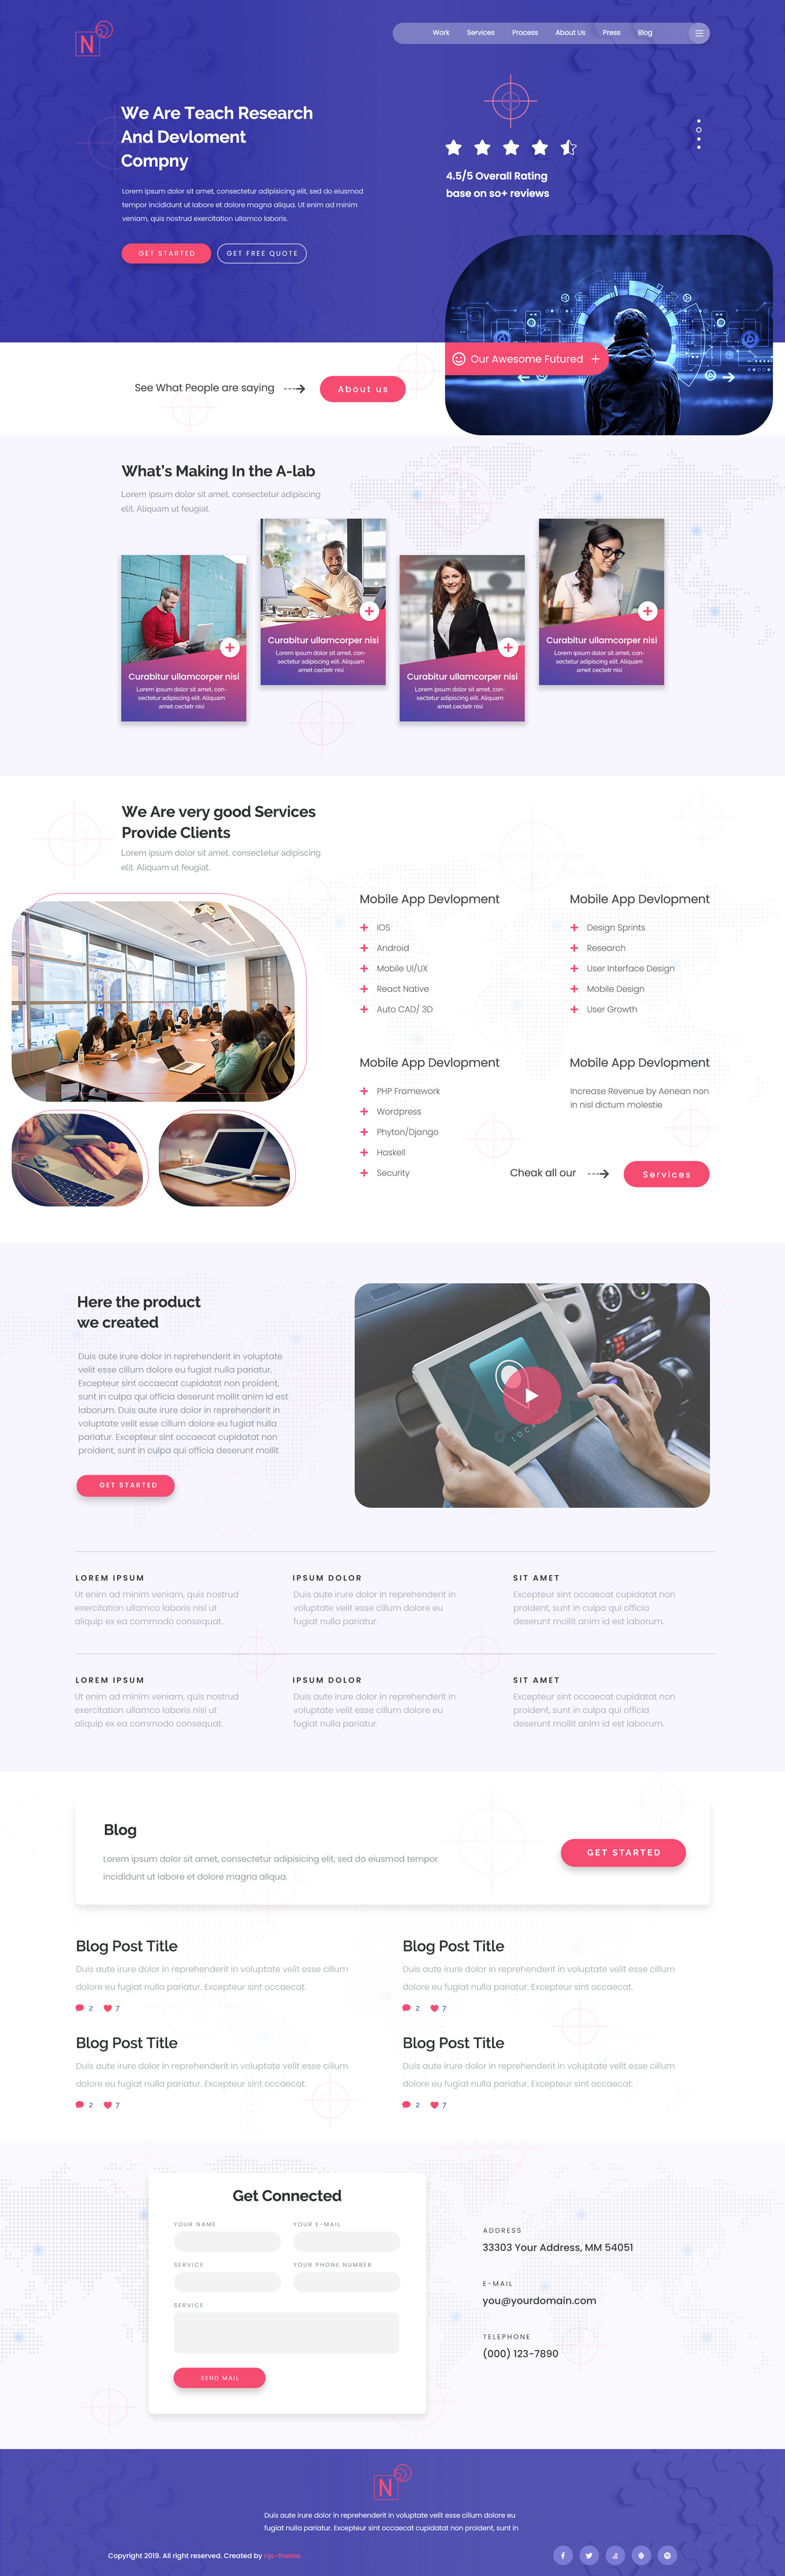 N
Work Services Process About Us Press Blog
We Are Teach Research
And Devloment
Compny
Lorem ipsum dolor sit amet, consectetur adipisicing elit, sed do eiusmod
tempor incididunt ut labore et dolore magna aliqua. Ut enim ad minim
veniam, quis nostrud exercitation ullamco laboris.
GET STARTED
GET FREE QUOTE
4.5/5 Overall Rating
base on so+ reviews
Our Awesome Futured
See What People are saying
About us
What's Making In the A-lab
Lorem ipsum dolor sit amet, consectetur adipiscing
elit. Aliquam ut feugiat.
Curabitur ullamcorper nisi
Lorem ipsum dolor sit amet, con-
sectetur adipiscing elit. Aliquam
amet cectetr nisi
Curabitur ullamcorper nisi
Lorem ipsum dolor sit amet, con-
sectetur adipiscing elit. Aliquam
amet cectetr nisi
Curabitur ullamcorper nisi
Lorem ipsum dolor sit amet, con-
sectetur adipiscing elit. Aliquam
amet cectetr nisi
Curabitur ullamcorper nisi
Lorem ipsum dolor sit amet, con-
sectetur adipiscing elit. Aliquam
amet cectetr nisi
We Are very good Services
Provide Clients
Lorem ipsum dolor sit amet, consectetur adipiscing
elit. Aliquam ut feugiat.
Mobile App Devlopment
IOS
Android
Mobile UI/UX
React Native
Auto CAD/ 3D
Mobile App Devlopment
Design Sprints
Research
User Interface Design
Mobile Design
User Growth
Mobile App Devlopment
PHP Framework
Wordpress
Phyton/Django
Haskell
Security
Mobile App Devlopment
Increase Revenue by Aenean non
in nisl dictum molestie
Cheak all our
Services
Here the product
we created
Duis aute irure dolor in reprehenderit in voluptate
velit esse cillum dolore eu fugiat nulla pariatur.
Excepteur sint occaecat cupidatat non proident,
sunt in culpa qui officia deserunt mollit anim id est
laborum. Duis aute irure dolor in reprehenderit in
voluptate velit esse cillum dolore eu fugiat nulla
pariatur. Excepteur sint occaecat cupidatat non
proident, sunt in culpa qui officia deserunt mollit
GET STARTED
LOCATION
LOREM IPSUM
Ut enim ad minim veniam, quis nostrud
exercitation ullamco laboris nisi ut
aliquip ex ea commodo consequat.
IPSUM DOLOR
Duis aute irure dolor in reprehenderit in
voluptate velit esse cillum dolore eu
fugiat nulla pariatur.
SIT AMET
Excepteur sint occaecat cupidatat non
proident, sunt in culpa qui officia
deserunt mollit anim id est laborum.
LOREM IPSUM
Ut enim ad minim veniam, quis nostrud
exercitation ullamco laboris nisi ut
aliquip ex ea commodo consequat.
IPSUM DOLOR
Duis aute irure dolor in reprehenderit in
voluptate velit esse cillum dolore eu
fugiat nulla pariatur.
SIT AMET
Excepteur sint occaecat cupidatat non
proident, sunt in culpa qui officia
deserunt mollit anim id est laborum.
Blog
Lorem ipsum dolor sit amet, consectetur adipisicing elit, sed do eiusmod tempor
incididunt ut labore et dolore magna aliqua.
GET STARTED
Blog Post Title
Duis aute irure dolor in reprehenderit in voluptate velit esse cillum
dolore eu fugiat nulla pariatur. Excepteur sint occaecat.
2 7
Blog Post Title
Duis aute irure dolor in reprehenderit in voluptate velit esse cillum
dolore eu fugiat nulla pariatur. Excepteur sint occaecat.
2 7
Blog Post Title
Duis aute irure dolor in reprehenderit in voluptate velit esse cillum
dolore eu fugiat nulla pariatur. Excepteur sint occaecat.
2 7
Blog Post Title
Duis aute irure dolor in reprehenderit in voluptate velit esse cillum
dolore eu fugiat nulla pariatur. Excepteur sint occaecat.
2 7
Get Connected
YOUR NAME
YOUR E-MAIL
SERVICE
YOUR PHONE NUMBER
SERVICE
SEND MAIL
ADDRESS
33303 Your Address, MM 54051
E-MAIL
you@yourdomain.com
TELEPHONE
(000) 123-7890
N
Duis aute irure dolor in reprehenderit in voluptate velit esse cillum dolore eu
fugiat nulla pariatur. Excepteur sint occaecat cupidatat non proident, sunt in
Copyright 2019. All right reserved. Created by njs-theme.